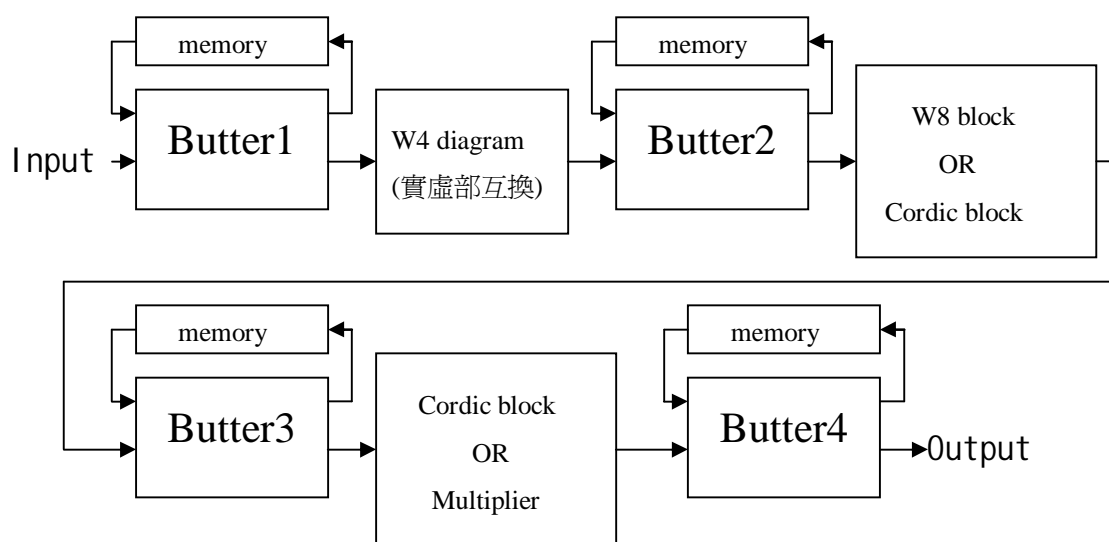 memory
memory
Input
Butter1
W4 diagram
(實虛部互換)
Butter2
W8 block
OR
Cordic block
memory
memory
Butter3
Cordic block
OR
Multiplier
Butter4
Output